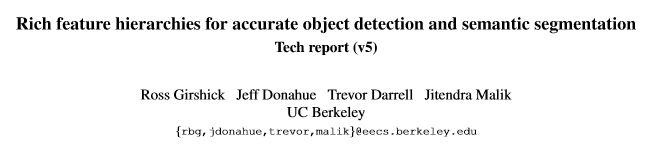 Rich feature hierarchies for accurate object detection and semantic segmentation
Tech report (v5)
Ross Girshick Jeff Donahue Trevor Darrell Jitendra Malik
UC Berkeley
{rbg,jdonahue,trevor,malik}@eecs.berkeley.edu